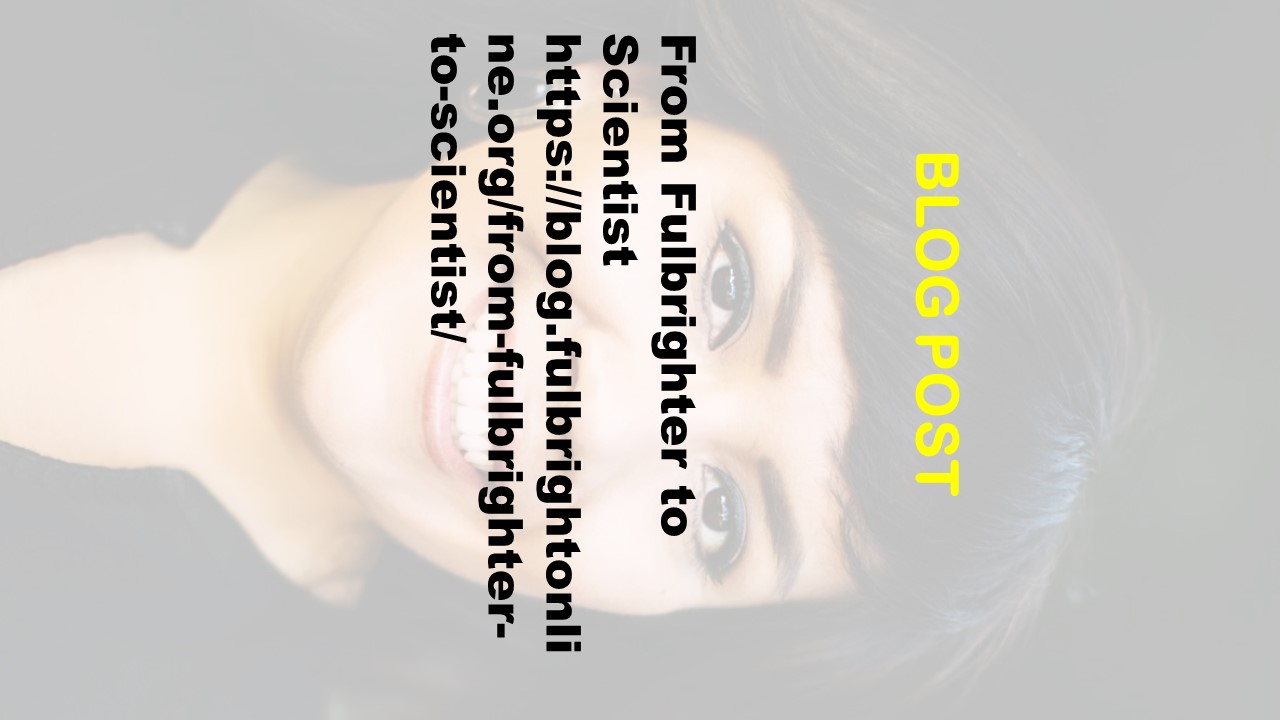 BLOG POST
From Fulbrighter to
Scientist
https://blog.fulbrightonli
ne.org/from-fulbrighter-
to-scientist/